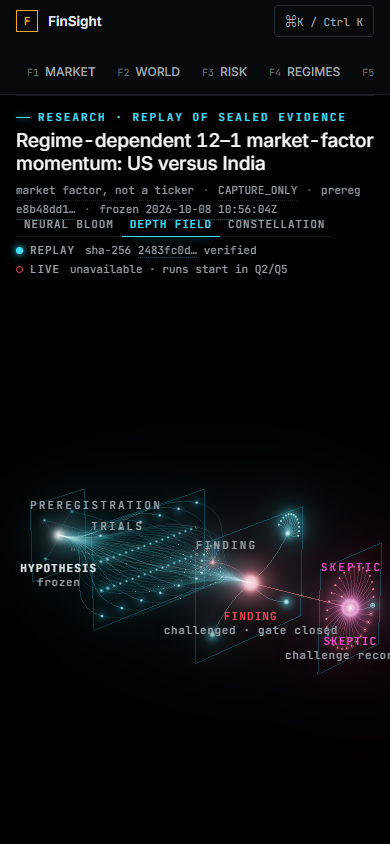 F FinSight ⌘K / Ctrl K
F1 MARKET F2 WORLD F3 RISK F4 REGIMES F5
RESEARCH · REPLAY OF SEALED EVIDENCE
Regime-dependent 12–1 market-factor
momentum: US versus India
market factor, not a ticker · CAPTURE_ONLY · prereg
e8b48dd1… · frozen 2026-10-08 10:56:04Z
NEURAL BLOOM DEPTH FIELD CONSTELLATION
REPLAY sha-256 2483fc0d… verified
LIVE unavailable · runs start in Q2/Q5
PREREGISTRATION
TRIALS
FINDING
SKEPTIC
HYPOTHESIS
frozen
FINDING
challenged · gate closed
SKEPTIC
challenge recor